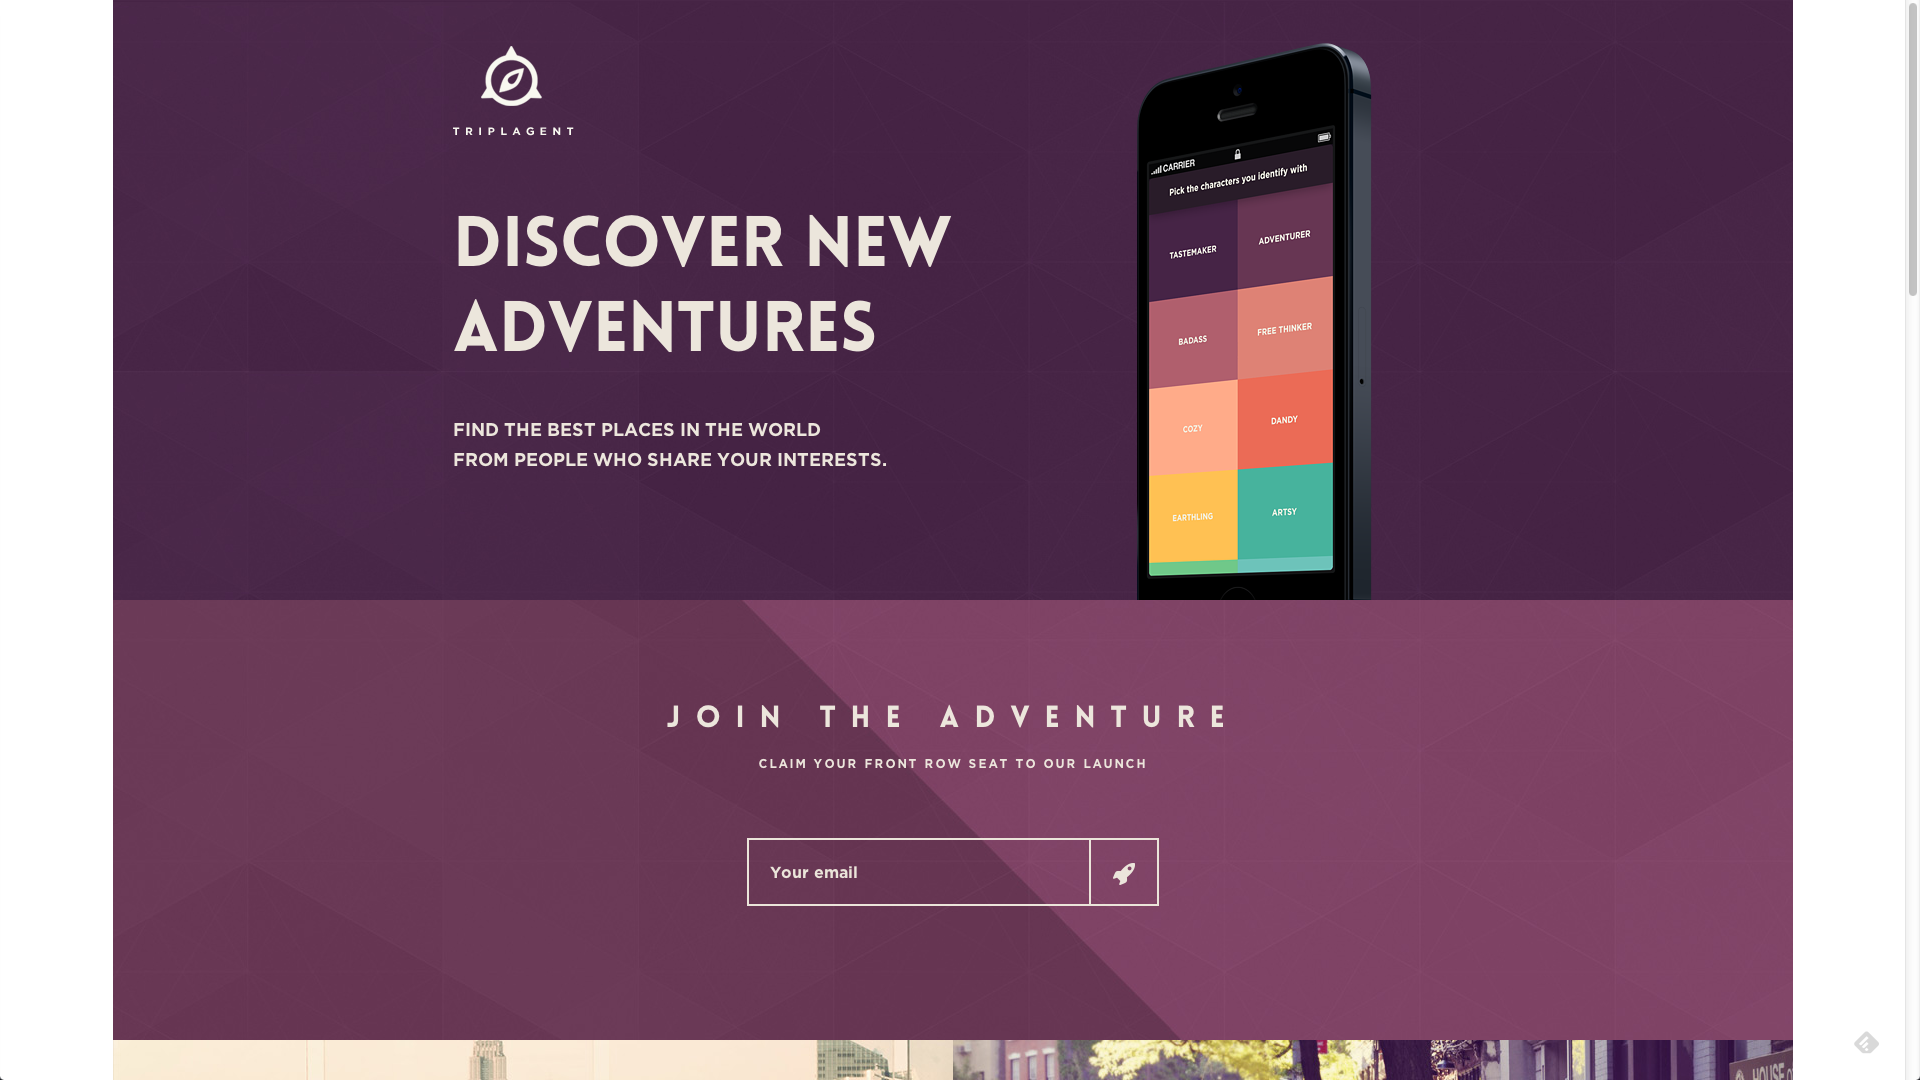 TRIPLAGENT
DISCOVER NEW
ADVENTURES
FIND THE BEST PLACES IN THE WORLD
FROM PEOPLE WHO SHARE YOUR INTERESTS.
CARRIER
Pick the characters you identify with
TASTEMAKER
ADVENTURER
BADASS
FREE THINKER
COZY
DANDY
EARTHLING
ARTSY
JOIN THE ADVENTURE
CLAIM YOUR FRONT ROW SEAT TO OUR LAUNCH
Your email
HOUSE